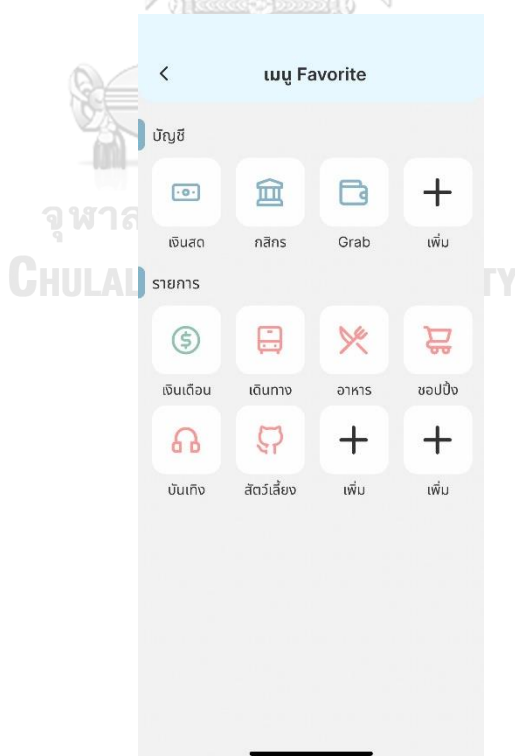 เมนู Favorite
บัญชี
เงินสด กสิกร Grab เพิ่ม
จุฬาล
CHULAL TY
รายการ
เงินเดือน เดินทาง อาหาร ชอปปิ้ง
บันเทิง สัตว์เลี้ยง เพิ่ม เพิ่ม